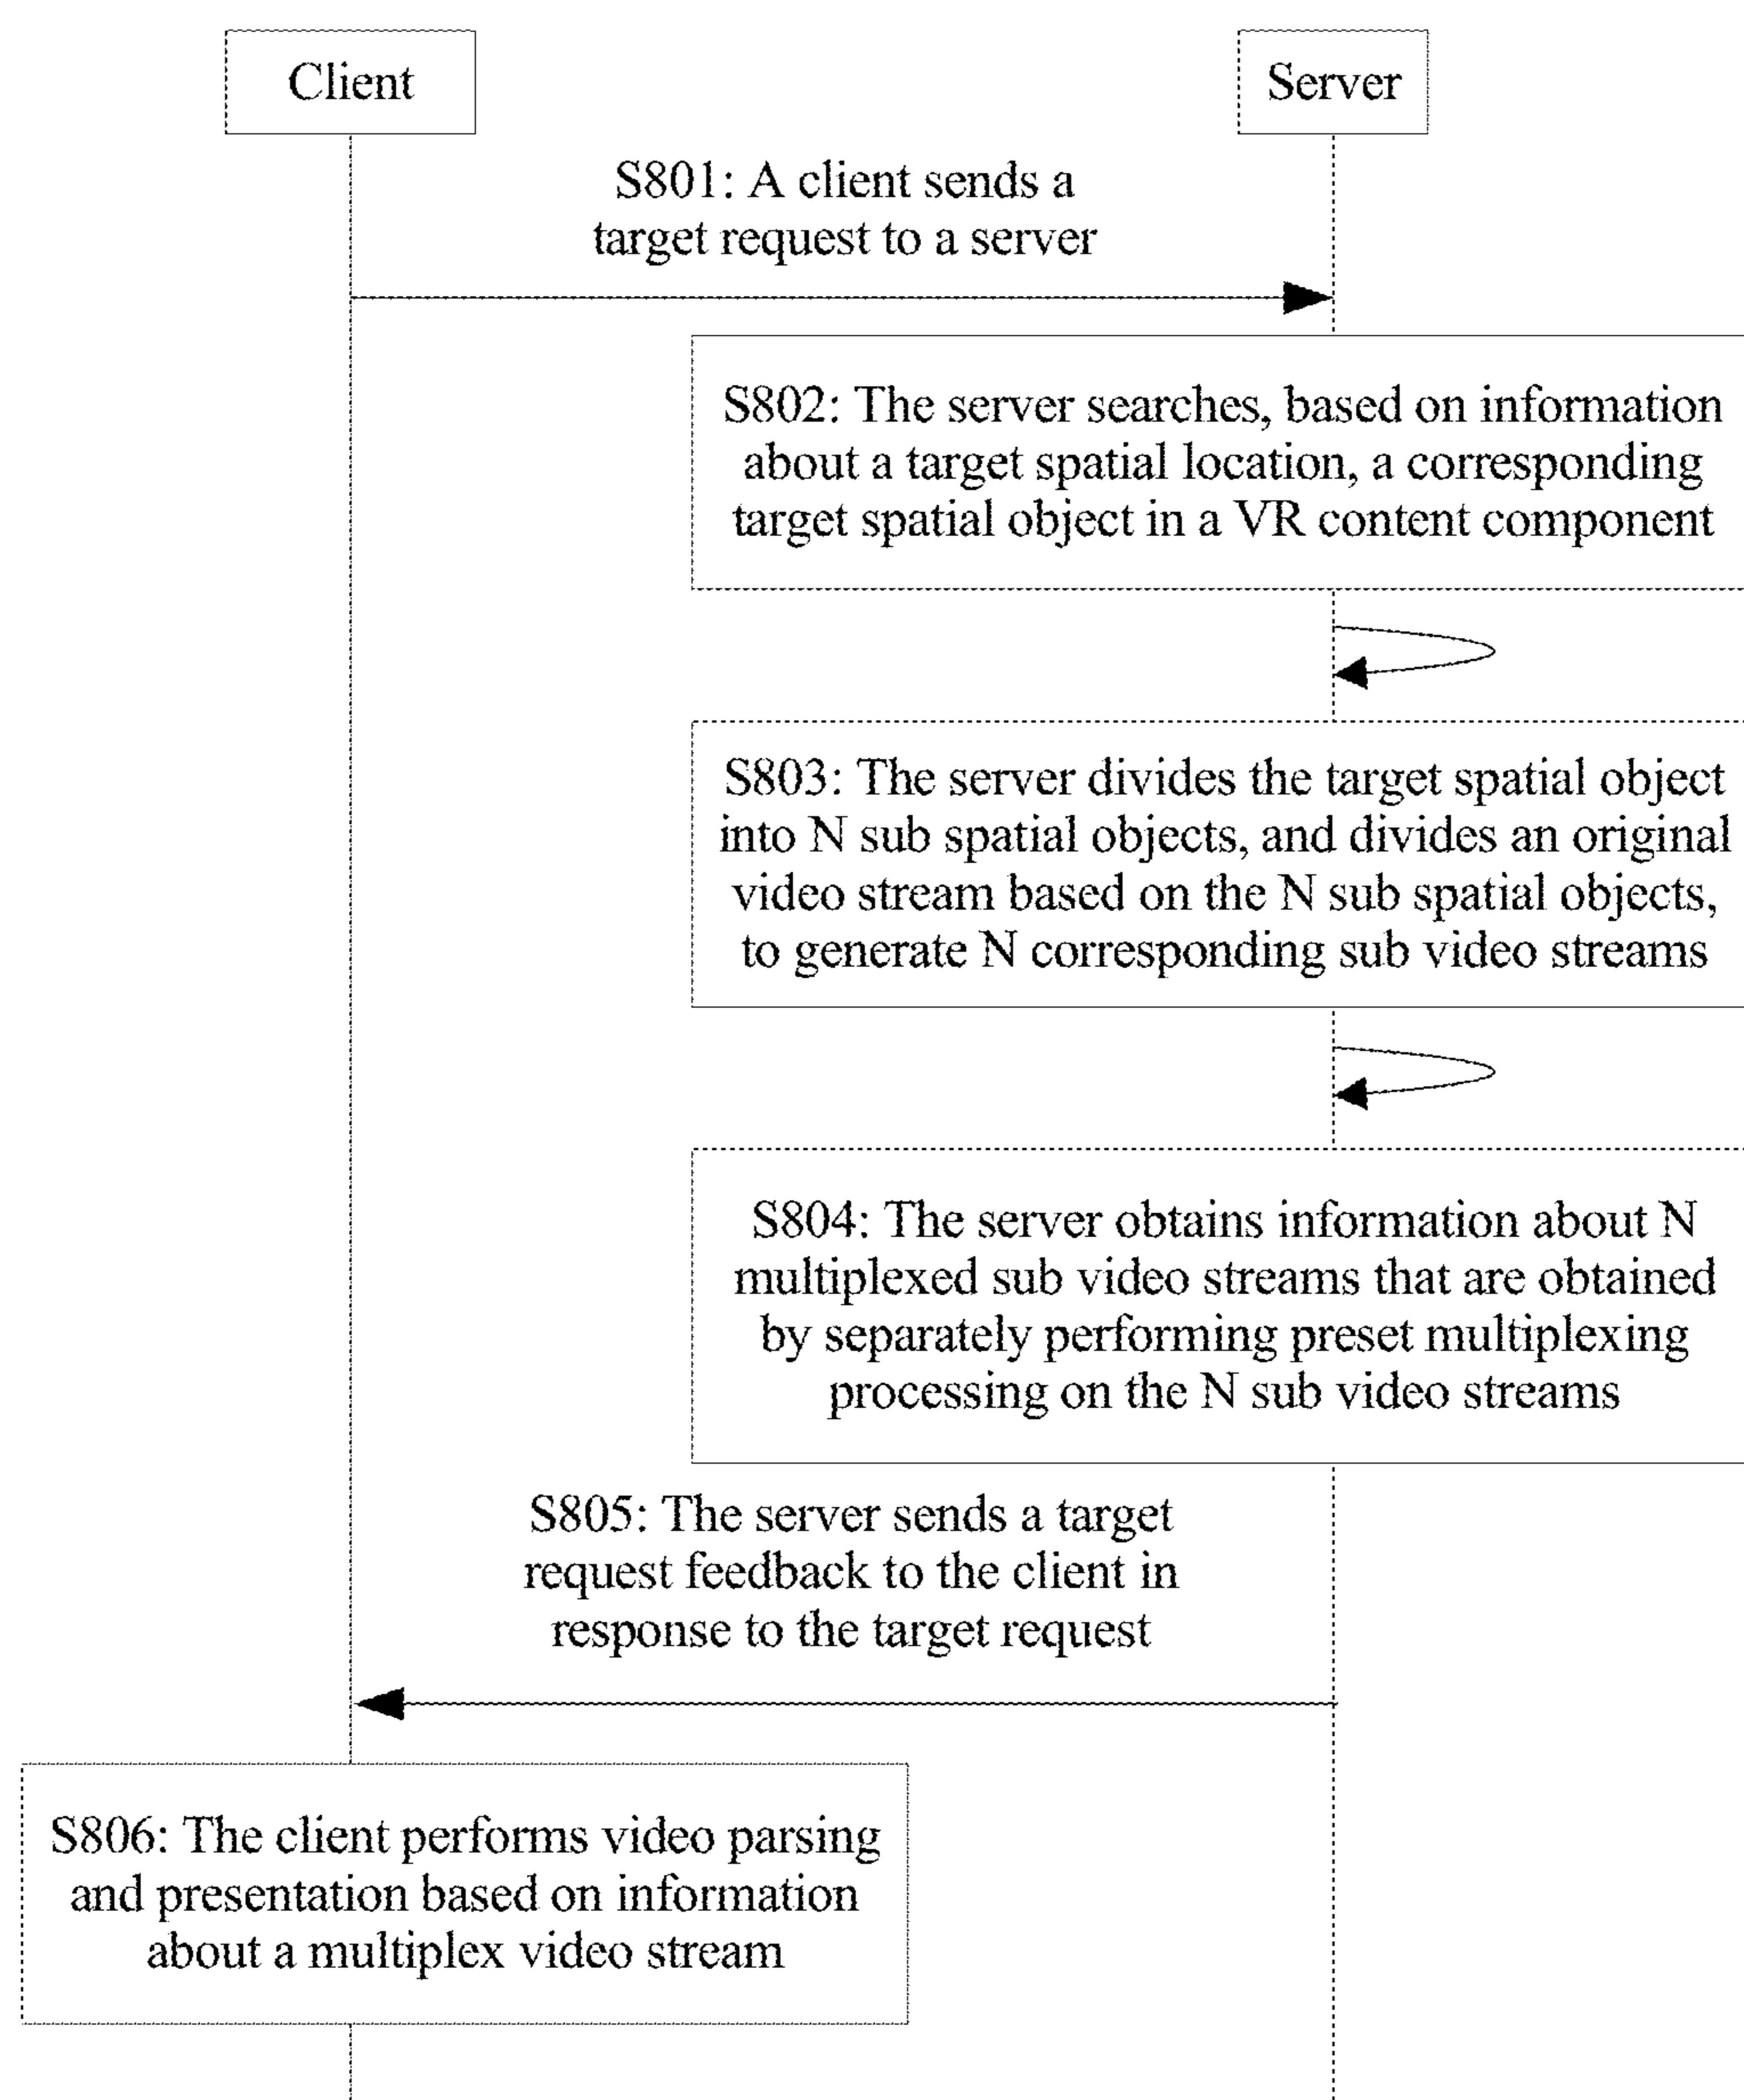 Client
Server
S801: A client sends a
target request to a server
S802: The server searches, based on information
about a target spatial location, a corresponding
target spatial object in a VR content component
S803: The server divides the target spatial object
into N sub spatial objects, and divides an original
video stream based on the N sub spatial objects,
to generate N corresponding sub video streams
S804: The server obtains information about N
multiplexed sub video streams that are obtained
by separately performing preset multiplexing
processing on the N sub video streams
S805: The server sends a target
request feedback to the client in
response to the target request
S806: The client performs video parsing
and presentation based on information
about a multiplex video stream